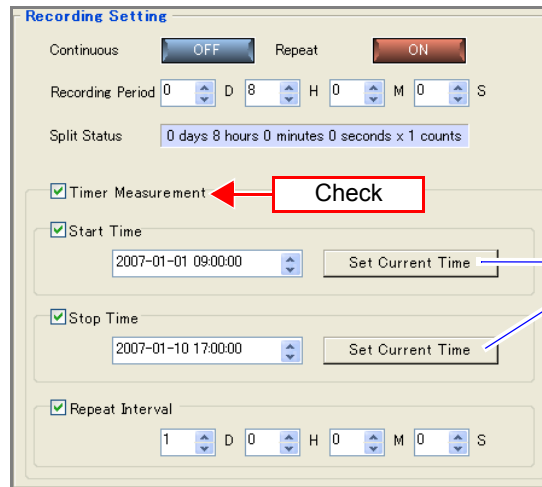 Recording Setting
Continuous OFF Repeat ON
Recording Period 0 D 8 H 0 M 0 S
Split Status 0 days 8 hours 0 minutes 0 seconds x 1 counts
Timer Measurement Check
Start Time
2007-01-01 09:00:00 Set Current Time
Stop Time
2007-01-10 17:00:00 Set Current Time
Repeat Interval
1 D 0 H 0 M 0 S